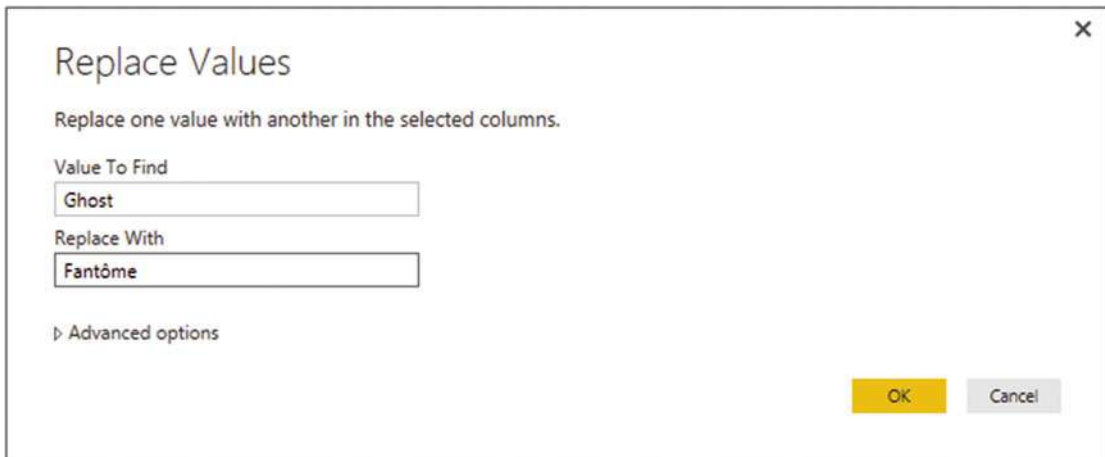 Replace Values
Replace one value with another in the selected columns.
Value To Find
Ghost
Replace With
Fantôme
Advanced options
OK Cancel